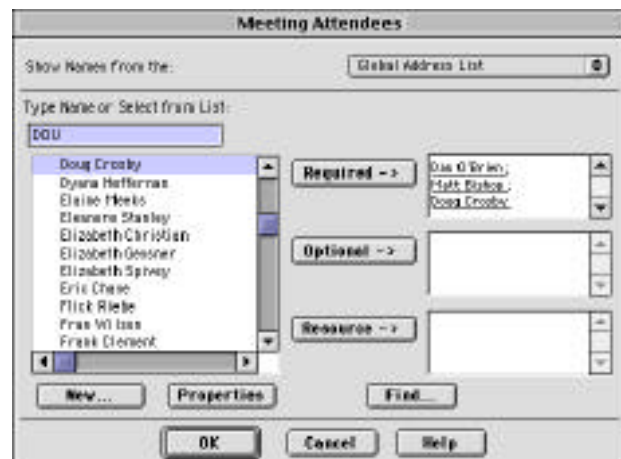 Meeting Attendees
Show Names from the:
Global Address List
Type Name or Select from List:
DOU
Doug Crosby
Dyana Heffernan
Elaine Meeks
Eleanore Stanley
Elizabeth Christian
Elizabeth Gessner
Elizabeth Spivey
Eric Chase
Flick Riebe
Fran Wilson
Frank Clement
Required ->
Dan O'Brien;
Matt Bishop;
Doug Crosby
Optional ->
Resource ->
New...
Properties
Find...
OK
Cancel
Help